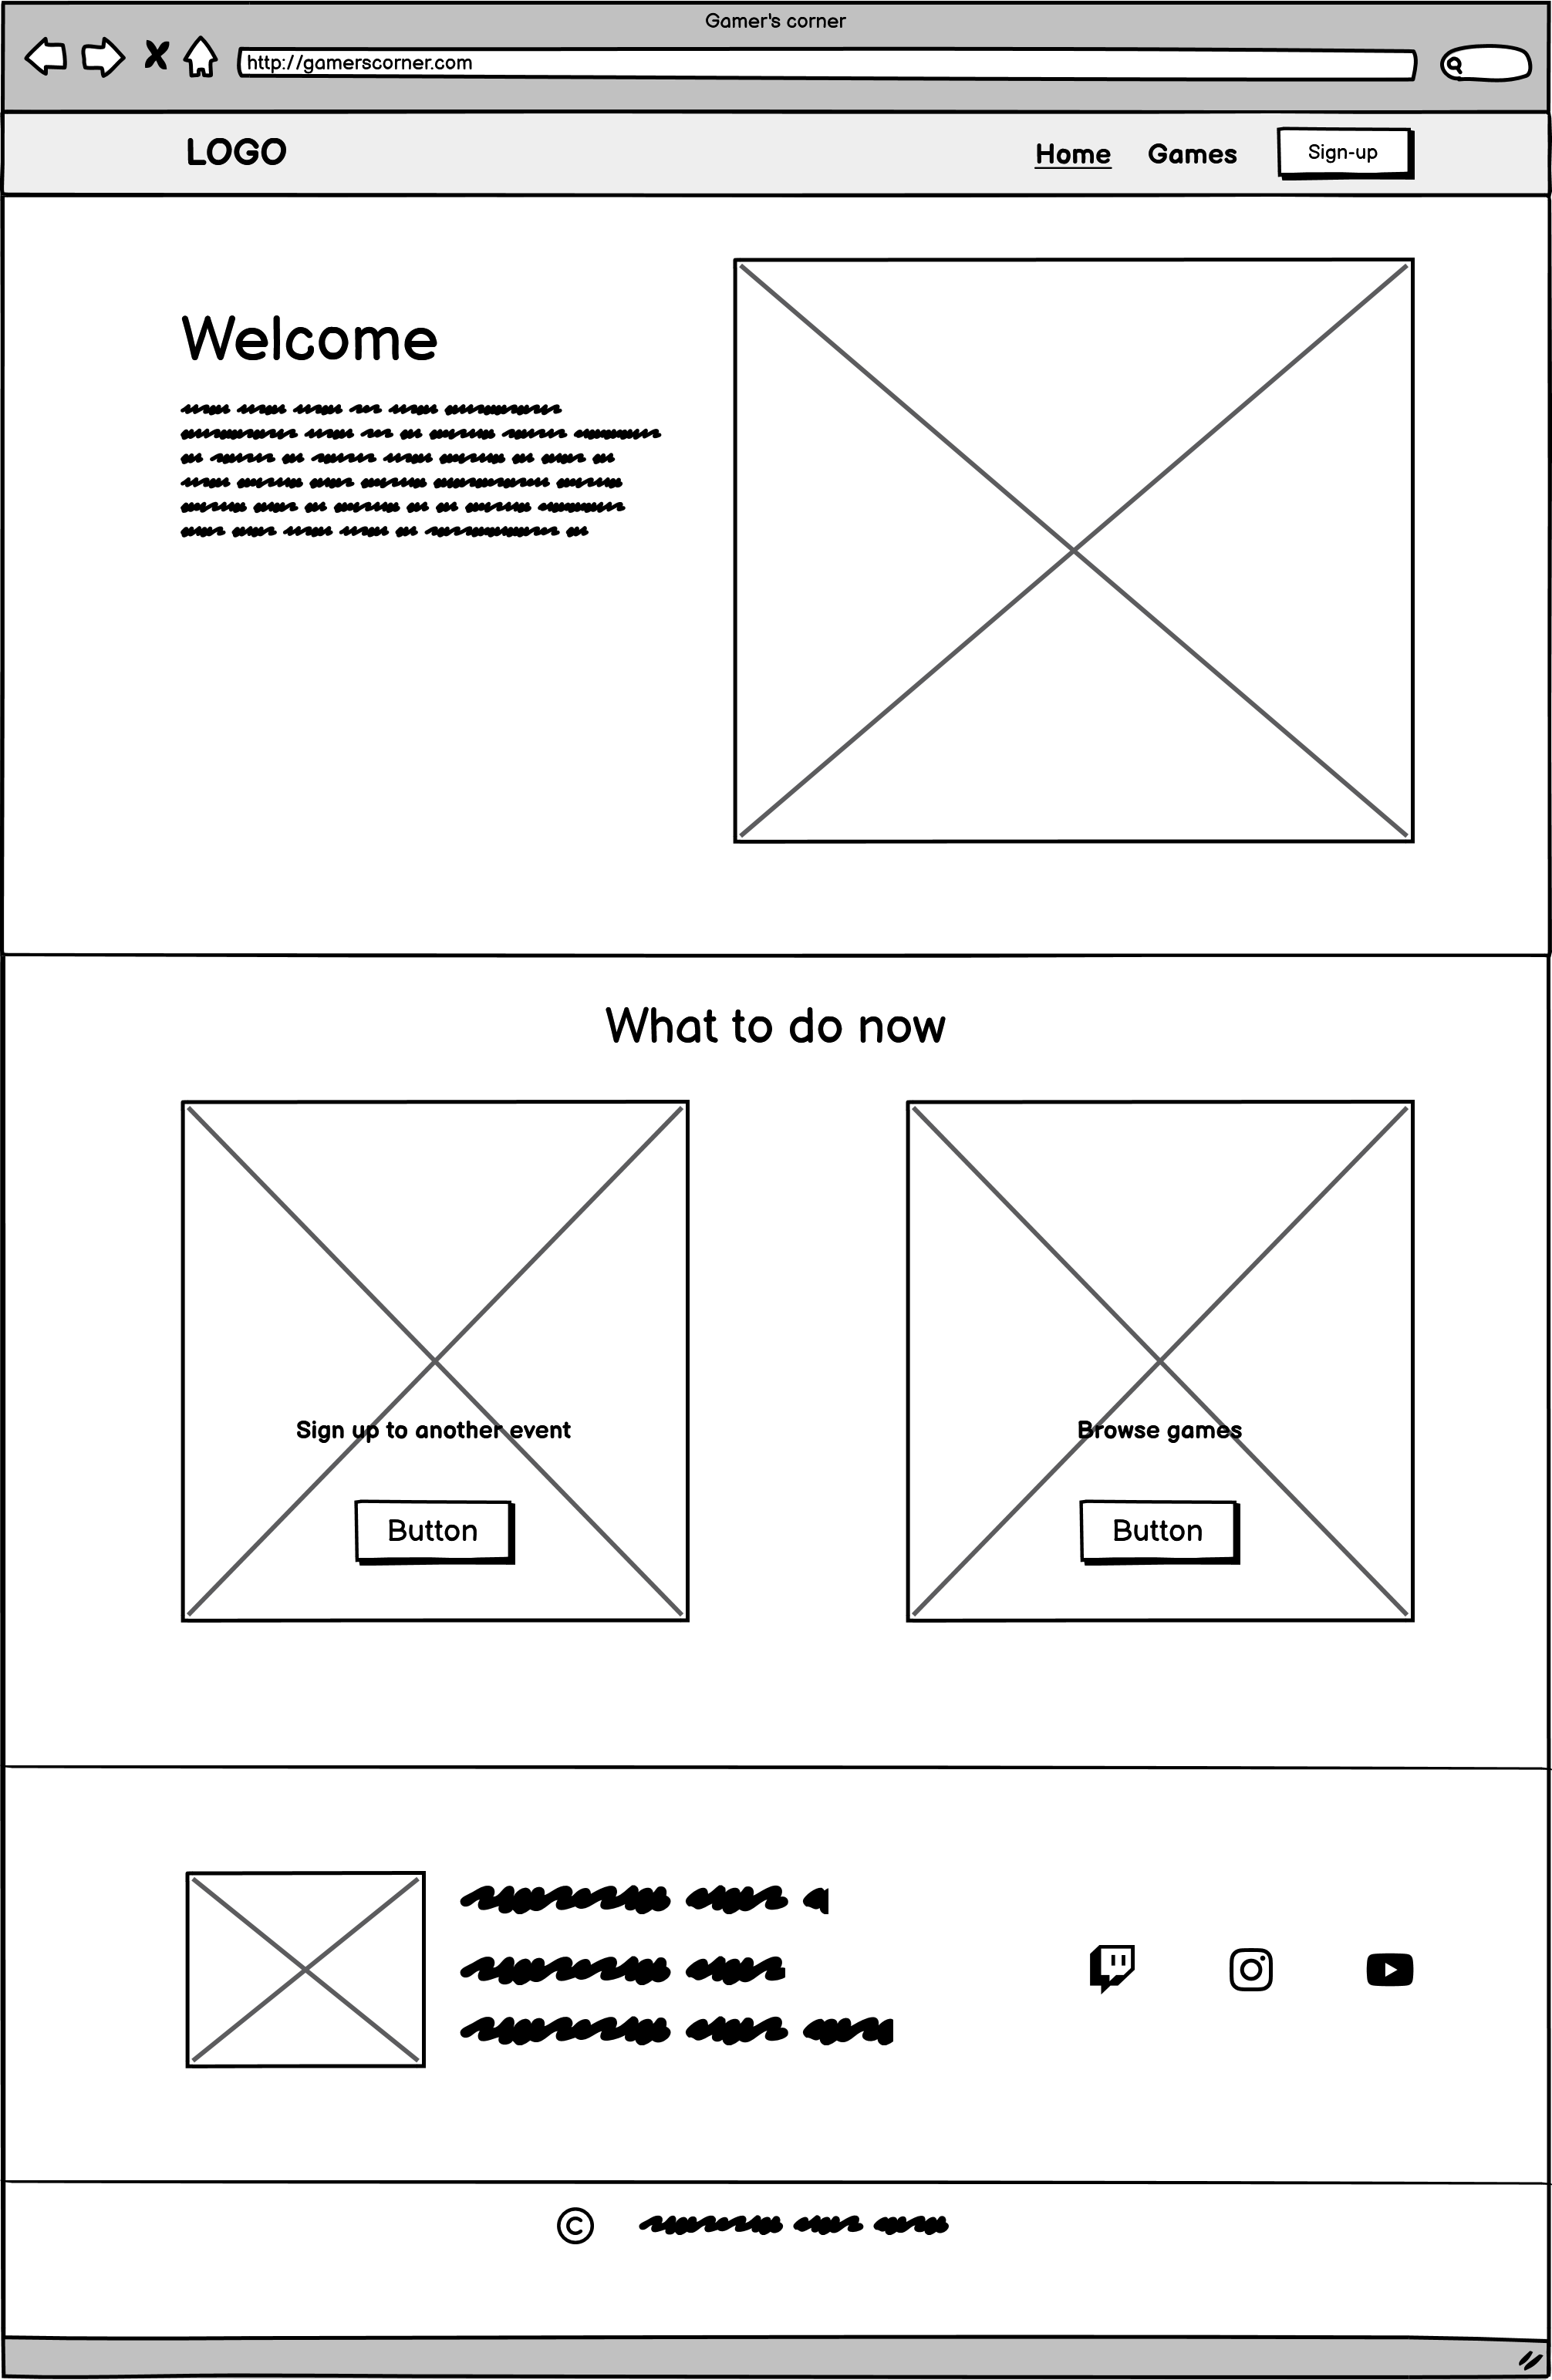 Gamer's corner
http://gamerscorner.com
LOGO
Home Games Sign-up
Welcome
What to do now
Sign up to another event
Browse games
Button
Button
©